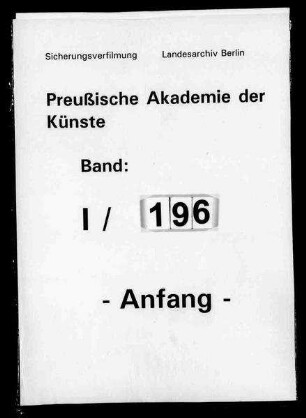 Sicherungsverfilmung Landesarchiv Berlin
Preußische Akademie der
Künste
Band:
I / 196
- Anfang -